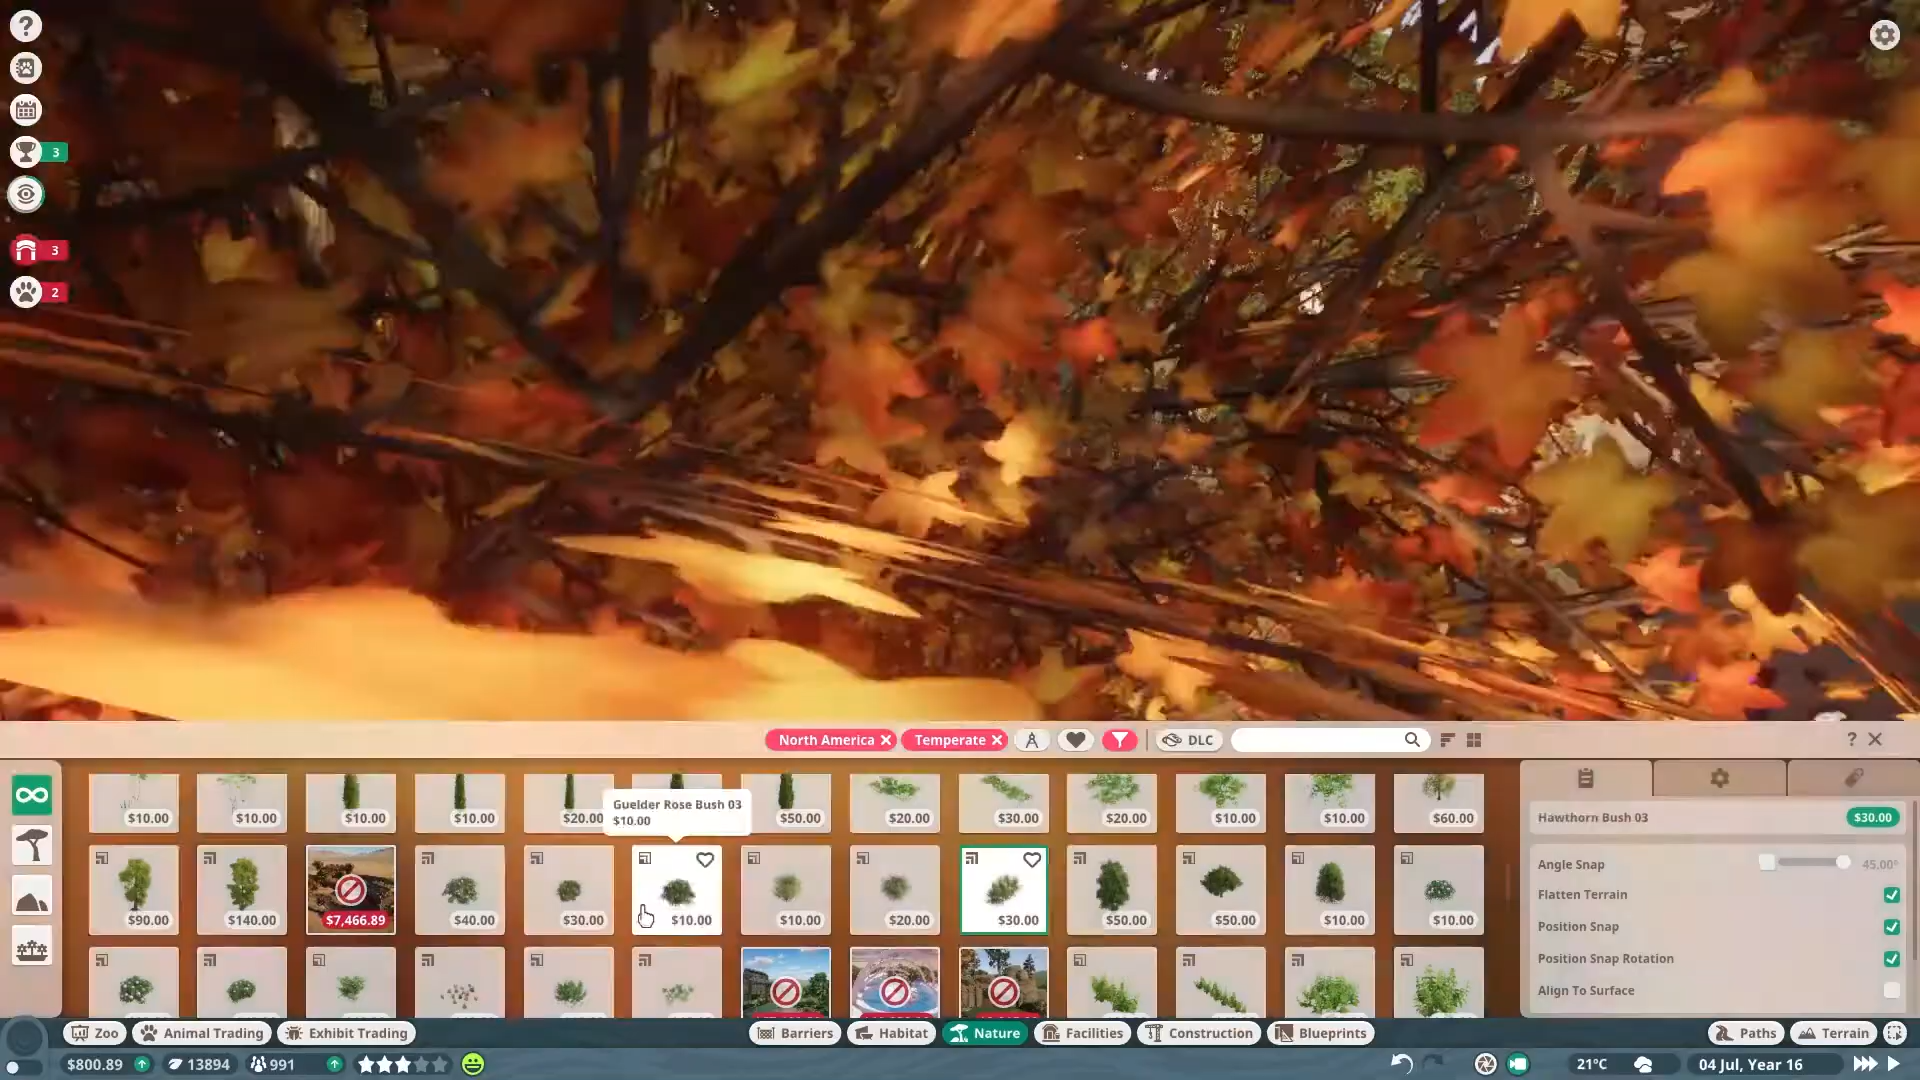 ?
3
3
2
North America ✕
Temperate ✕
DLC
?
$10.00
$10.00
$10.00
$10.00
$20.00
$50.00
$20.00
$30.00
$20.00
$10.00
$10.00
$60.00
Guelder Rose Bush 03
$10.00
$90.00
$140.00
$7,466.89
$40.00
$30.00
$10.00
$10.00
$20.00
$30.00
$50.00
$50.00
$10.00
$10.00
Hawthorn Bush 03
$30.00
Angle Snap
45.00°
Flatten Terrain
Position Snap
Position Snap Rotation
Align To Surface
Zoo
Animal Trading
Exhibit Trading
Barriers
Habitat
Nature
Facilities
Construction
Blueprints
Paths
Terrain
$800.89
13894
991
21°C
04 Jul, Year 16